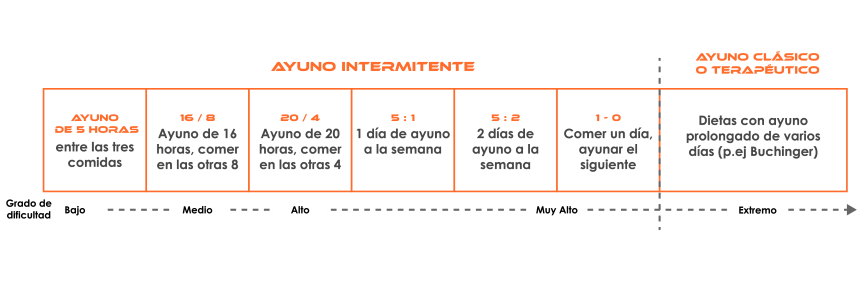 AYUNO INTERMITENTE
AYUNO CLÁSICO
O TERAPÉUTICO
AYUNO
DE 5 HORAS
entre las tres
comidas
16 / 8
Ayuno de 16
horas, comer
en las otras 8
20 / 4
Ayuno de 20
horas, comer
en las otras 4
5 : 1
1 día de ayuno
a la semana
5 : 2
2 días de
ayuno a la
semana
1 - 0
Comer un día,
ayunar el
siguiente
Dietas con ayuno
prolongado de varios
días (p.ej Buchinger)
Grado de
dificultad
Bajo
Medio
Alto
Muy Alto
Extremo